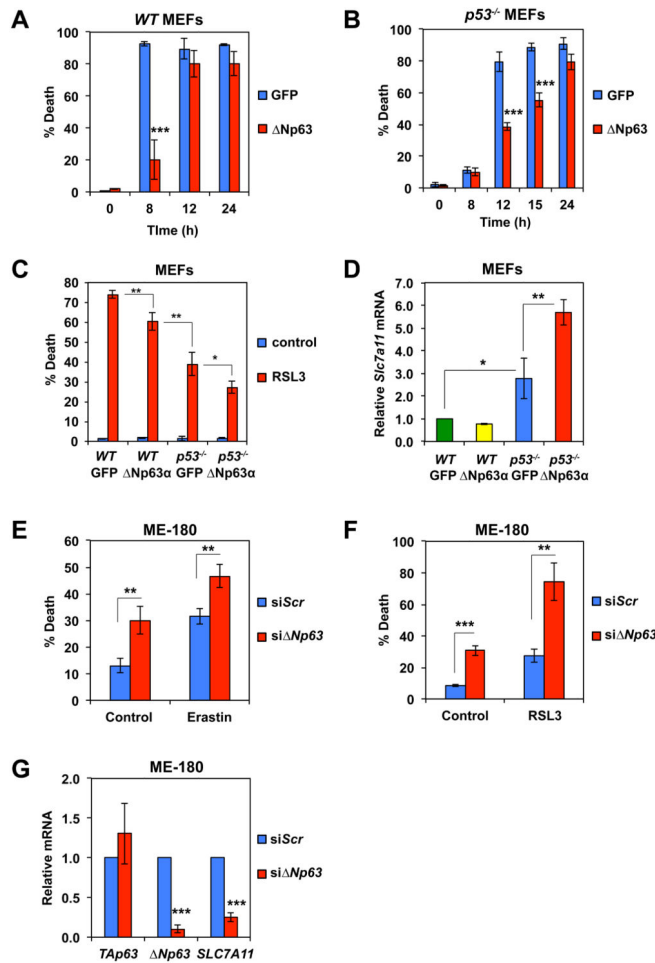 A
WT MEFs
% Death
100
80
60
40
20
0
***
0 8 12 24
TIme (h)
GFP
ΔNp63
B
p53-/- MEFs
% Death
100
80
60
40
20
0
***
***
0 8 12 15 24
Time (h)
GFP
ΔNp63
C
MEFs
% Death
80
70
60
50
40
30
20
10
0
**
**
*
WT WT p53-/- p53-/-
GFP ΔNp63α GFP ΔNp63α
control
RSL3
D
MEFs
Relative Slc7a11 mRNA
7.0
6.0
5.0
4.0
3.0
2.0
1.0
0.0
*
**
WT WT p53-/- p53-/-
GFP ΔNp63α GFP ΔNp63α
E
ME-180
% Death
60
50
40
30
20
10
0
**
**
Control Erastin
siScr
siΔNp63
F
ME-180
% Death
100
80
60
40
20
0
***
**
Control RSL3
siScr
siΔNp63
G
ME-180
Relative mRNA
2.0
1.5
1.0
0.5
0.0
***
***
TAp63 ΔNp63 SLC7A11
siScr
siΔNp63